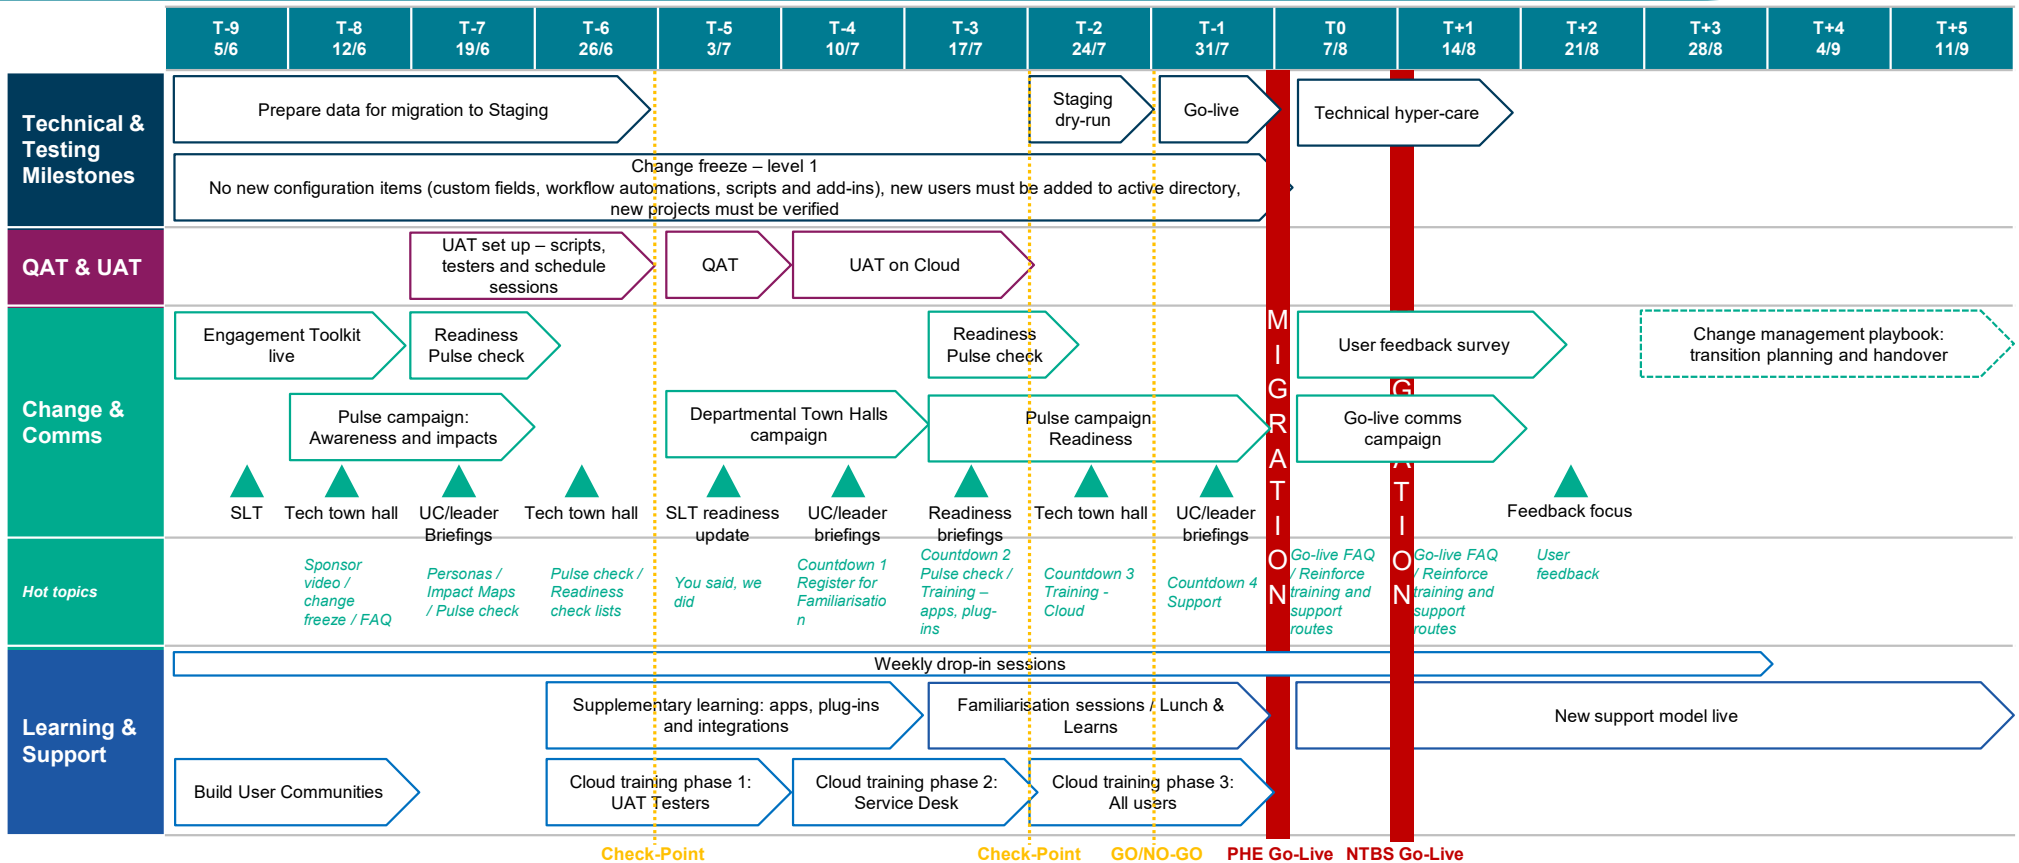 T-9
5/6
T-8
12/6
T-7
19/6
T-6
26/6
T-5
3/7
T-4
10/7
T-3
17/7
T-2
24/7
T-1
31/7
T0
7/8
T+1
14/8
T+2
21/8
T+3
28/8
T+4
4/9
T+5
11/9
Technical &
Testing
Milestones
Prepare data for migration to Staging
Staging
dry-run
Go-live
Technical hyper-care
Change freeze – level 1
No new configuration items (custom fields, workflow automations, scripts and add-ins), new users must be added to active directory,
new projects must be verified
QAT & UAT
UAT set up – scripts,
testers and schedule
sessions
QAT
UAT on Cloud
Change &
Comms
Engagement Toolkit
live
Readiness
Pulse check
Readiness
Pulse check
User feedback survey
Change management playbook:
transition planning and handover
Pulse campaign:
Awareness and impacts
Departmental Town Halls
campaign
Pulse campaign
Readiness
Go-live comms
campaign
SLT
Tech town hall
UC/leader
Briefings
Tech town hall
SLT readiness
update
UC/leader
briefings
Readiness
briefings
Tech town hall
UC/leader
briefings
Feedback focus
MIGRATION
GATION
Hot topics
Sponsor
video /
change
freeze / FAQ
Personas /
Impact Maps
/ Pulse check
Pulse check /
Readiness
check lists
You said, we
did
Countdown 1
Register for
Familiarisatio
n
Countdown 2
Pulse check /
Training –
apps, plug-
ins
Countdown 3
Training -
Cloud
Countdown 4
Support
Go-live FAQ
/ Reinforce
training and
support
routes
Go-live FAQ
/ Reinforce
training and
support
routes
User
feedback
Learning &
Support
Weekly drop-in sessions
Supplementary learning: apps, plug-ins
and integrations
Familiarisation sessions / Lunch &
Learns
New support model live
Build User Communities
Cloud training phase 1:
UAT Testers
Cloud training phase 2:
Service Desk
Cloud training phase 3:
All users
Check-Point
Check-Point
GO/NO-GO
PHE Go-Live
NTBS Go-Live